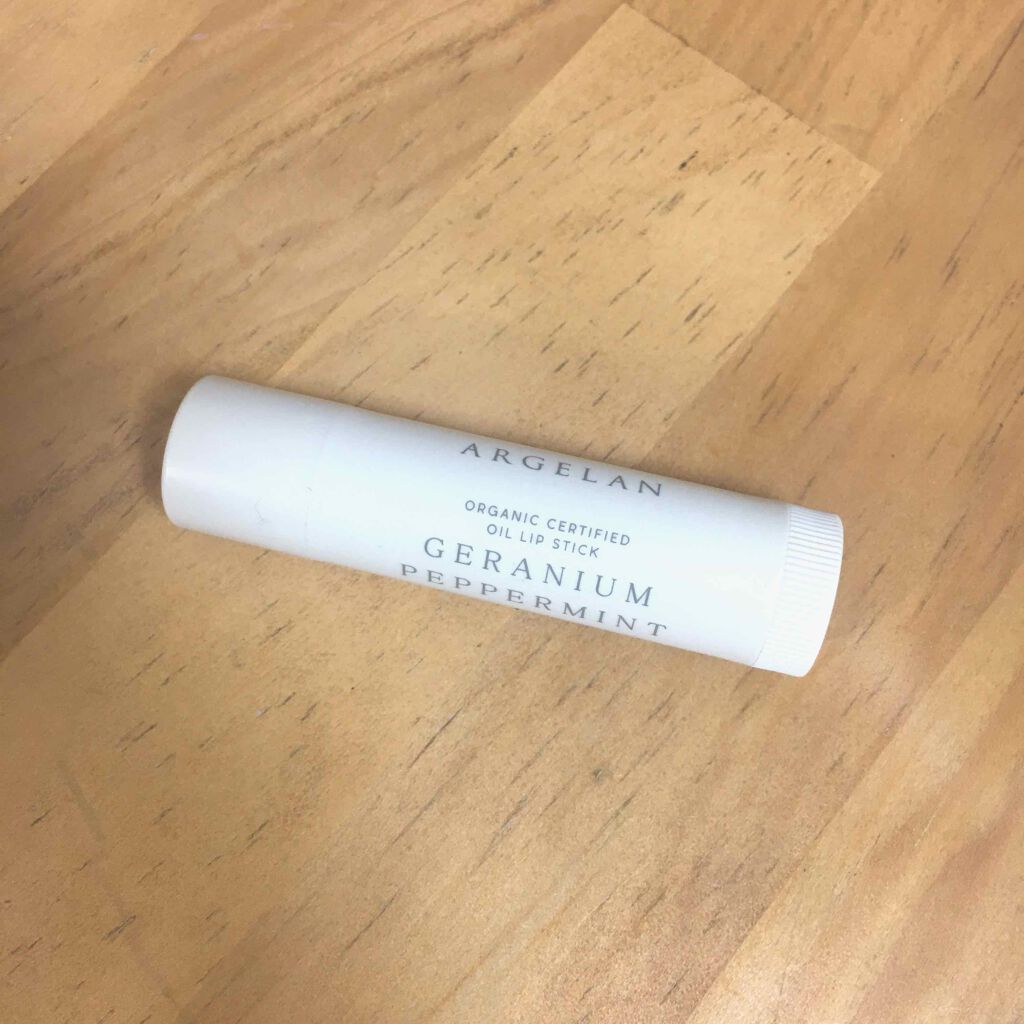 ARGELAN
ORGANIC CERTIFIED
OIL LIP STICK
GERANIUM
PEPPERMINT